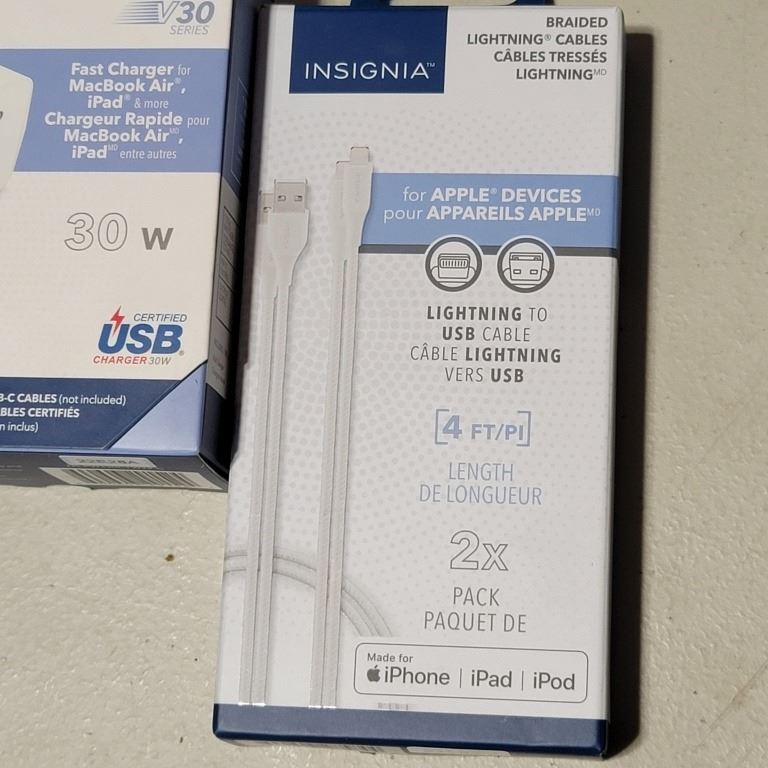 V30
SERIES
Fast Charger for
MacBook Air®,
iPad® & more
Chargeur Rapide pour
MacBook Air MD,
iPad MD entre autres
30 W
CERTIFIED
USB
CHARGER 30W
B-C CABLES (not included)
BLES CERTIFIÉS
n inclus)
INSIGNIA™
BRAIDED
LIGHTNING® CABLES
CÂBLES TRESSÉS
LIGHTNING MD
for APPLE® DEVICES
pour APPAREILS APPLE MD
LIGHTNING TO
USB CABLE
CÂBLE LIGHTNING
VERS USB
[4 FT/PI]
LENGTH
DE LONGUEUR
2x
PACK
PAQUET DE
Made for
iPhone | iPad | iPod